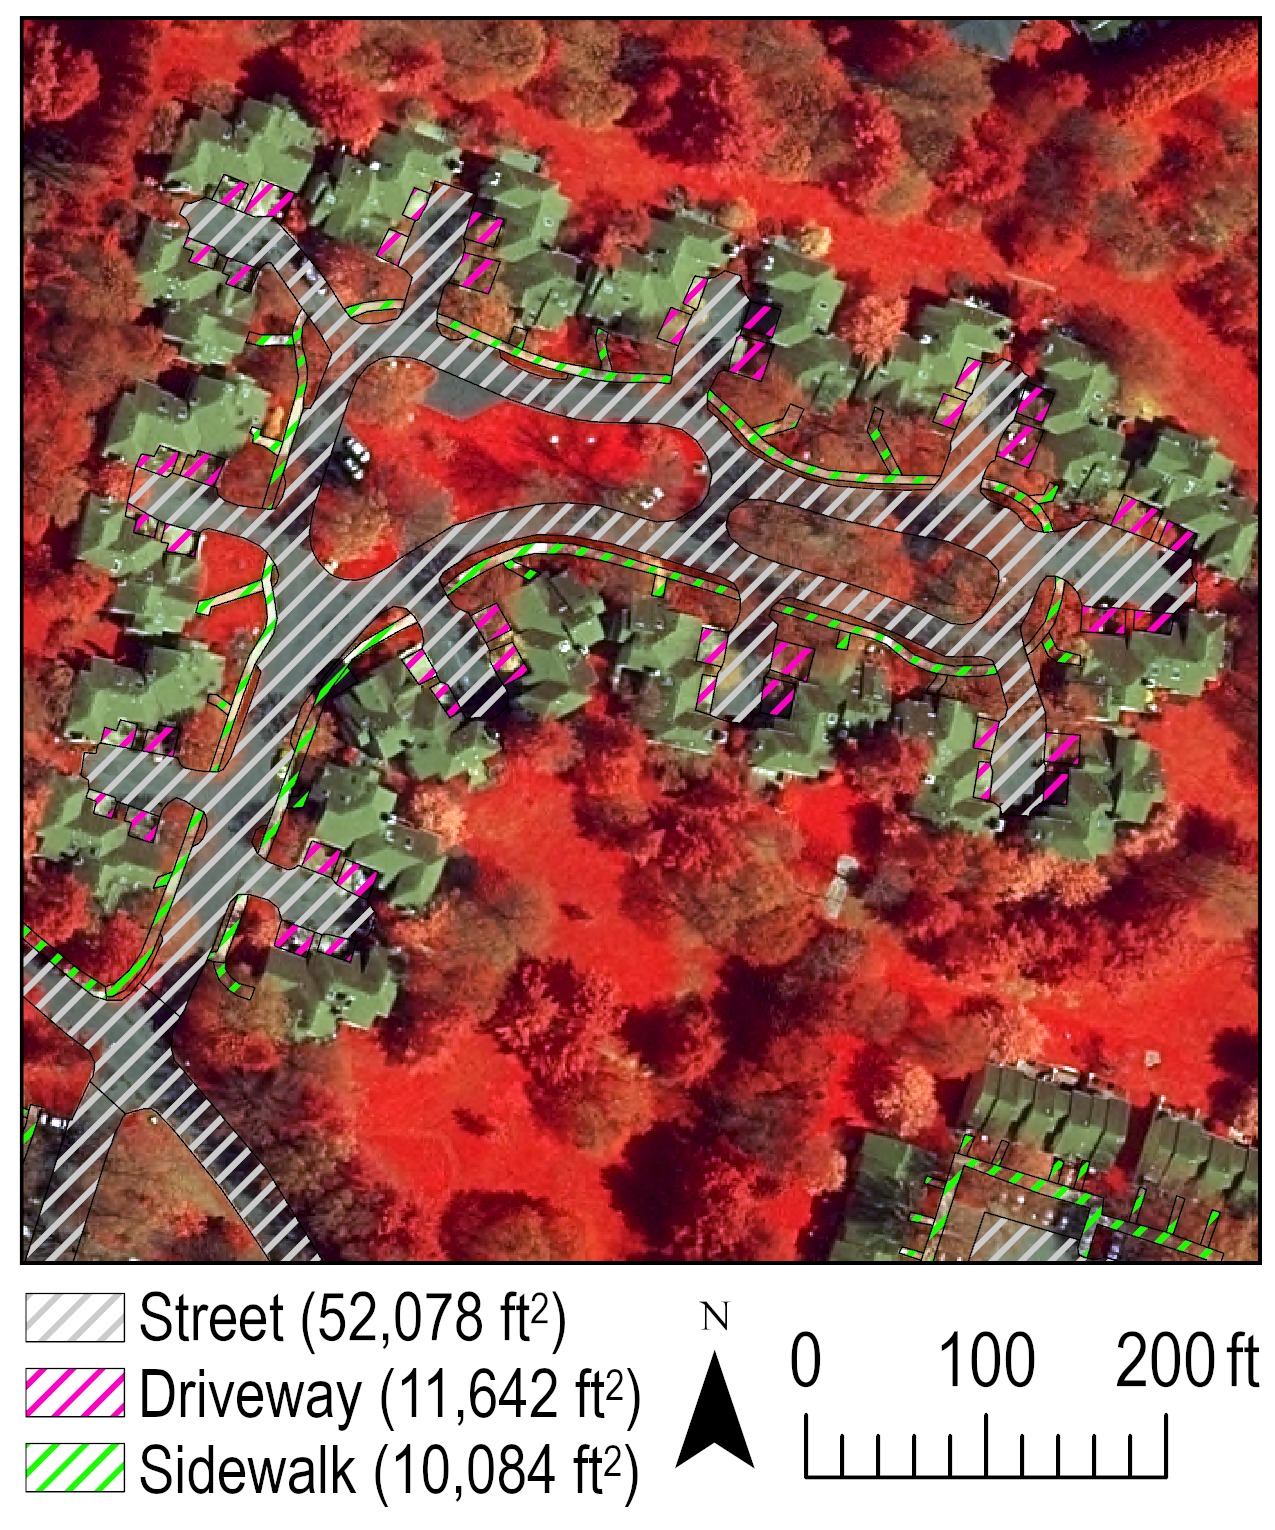 Street (52,078 ft²)
Driveway (11,642 ft²)
Sidewalk (10,084 ft²)
N
0 100 200 ft